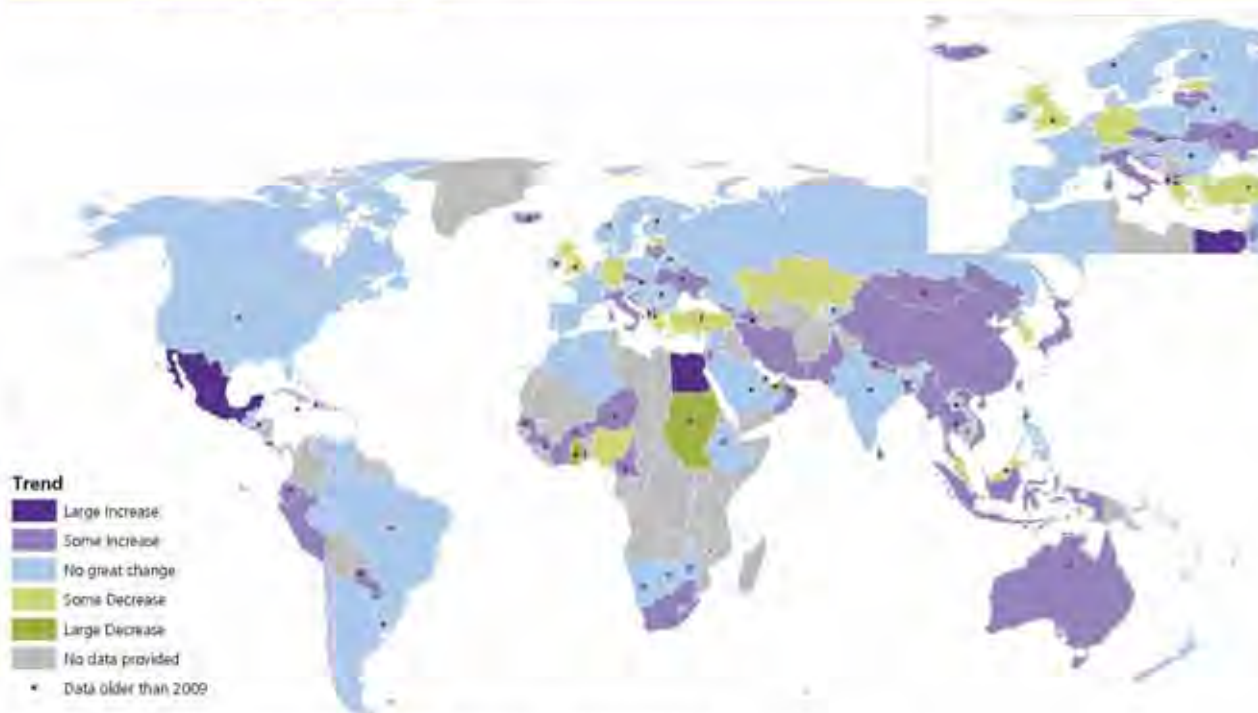 Trend
Large Increase
Some Increase
No great change
Some Decrease
Large Decrease
No data provided
Data older than 2009